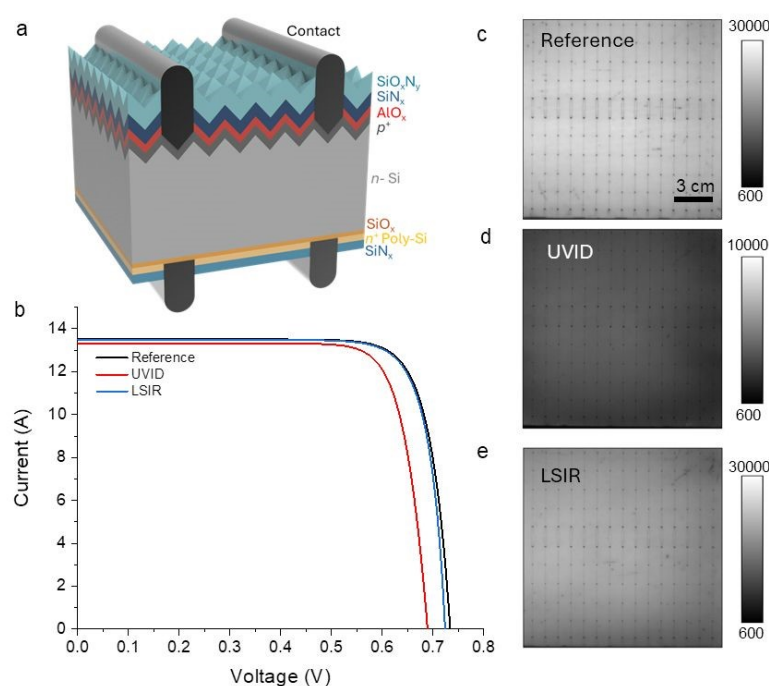 a
Contact
SiOxNy
SiNx
AlOx
p+
n- Si
SiOx
n+ Poly-Si
SiNx
b
14
12
10
8
6
4
2
0
Current (A)
Reference
UVID
LSIR
0.0 0.1 0.2 0.3 0.4 0.5 0.6 0.7 0.8
Voltage (V)
c
Reference
3 cm
30000
600
d
UVID
10000
600
e
LSIR
30000
600